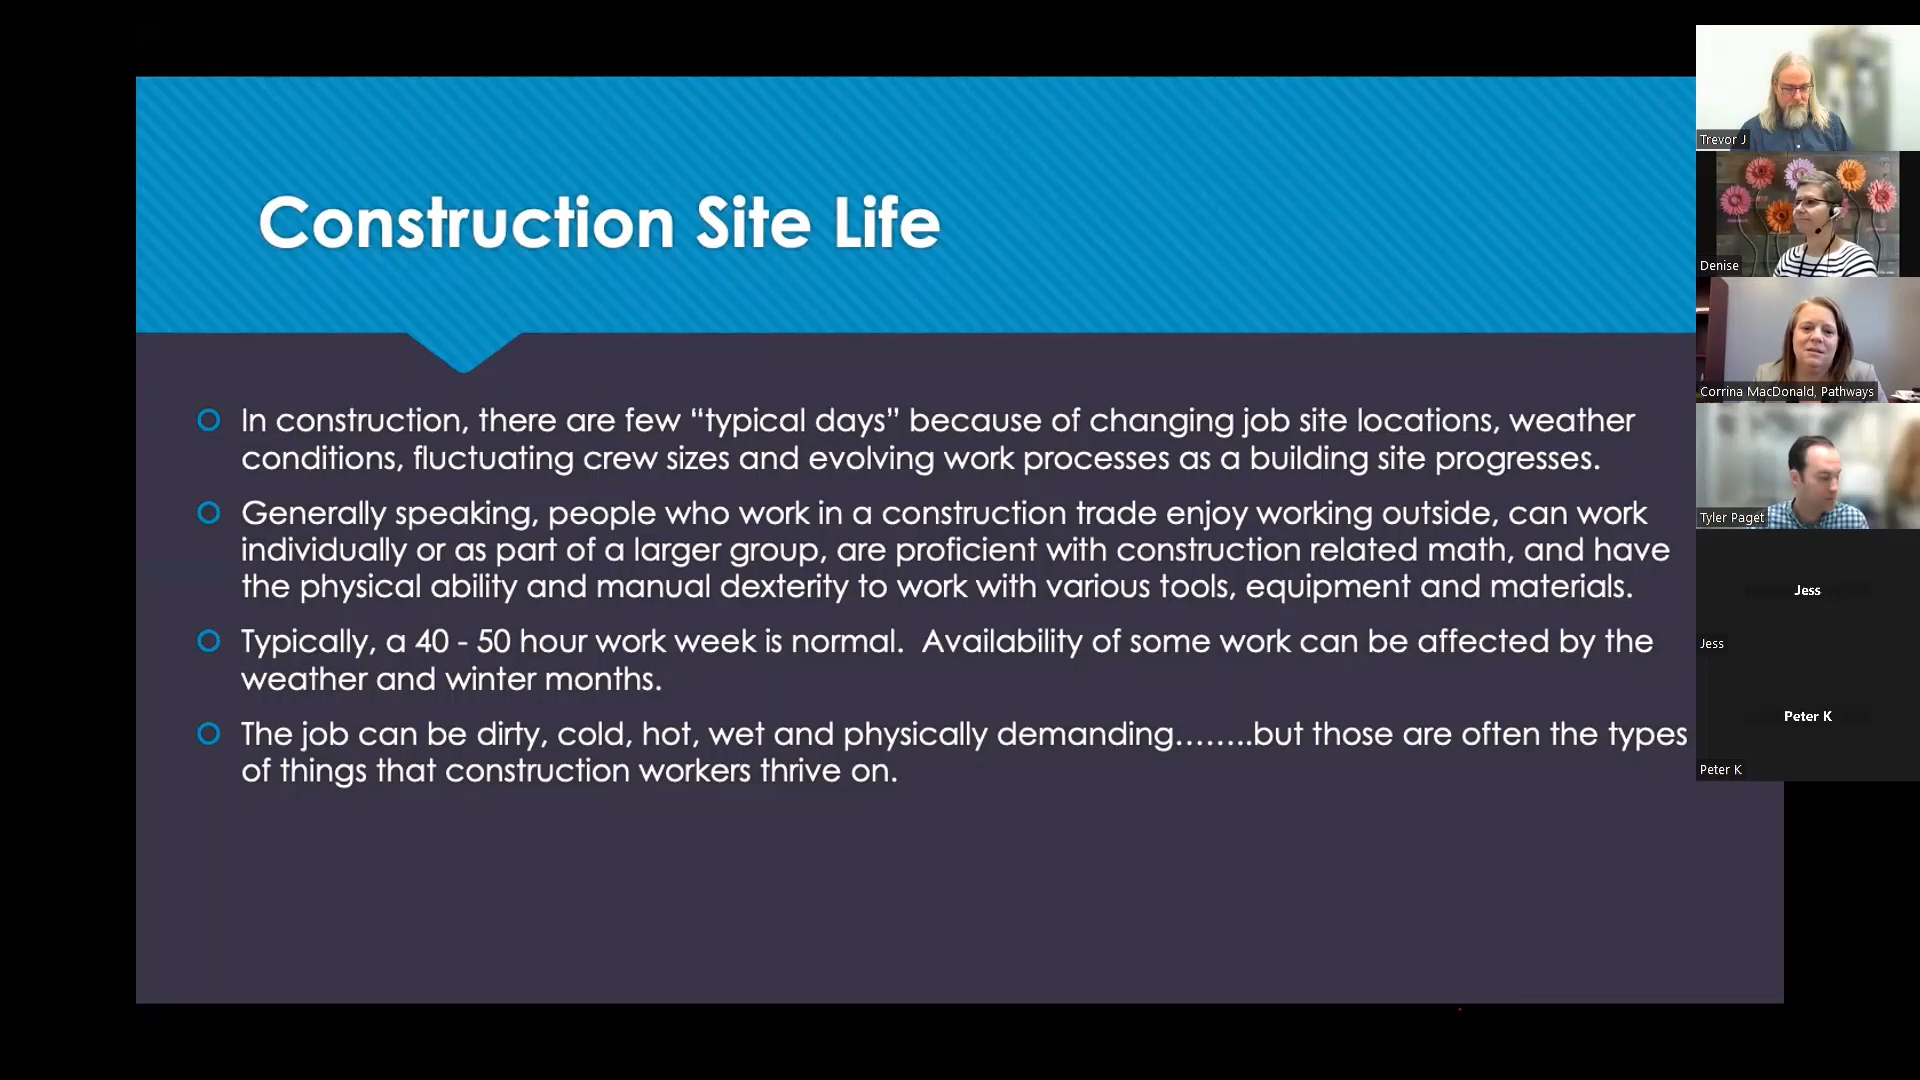 Construction Site Life
In construction, there are few “typical days” because of changing job site locations, weather
conditions, fluctuating crew sizes and evolving work processes as a building site progresses.
Generally speaking, people who work in a construction trade enjoy working outside, can work
individually or as part of a larger group, are proficient with construction related math, and have
the physical ability and manual dexterity to work with various tools, equipment and materials.
Typically, a 40 - 50 hour work week is normal.  Availability of some work can be affected by the
weather and winter months.
The job can be dirty, cold, hot, wet and physically demanding……..but those are often the types
of things that construction workers thrive on.
Trevor J
Denise
Corrina MacDonald, Pathways
Tyler Paget
Jess
Jess
Peter K
Peter K